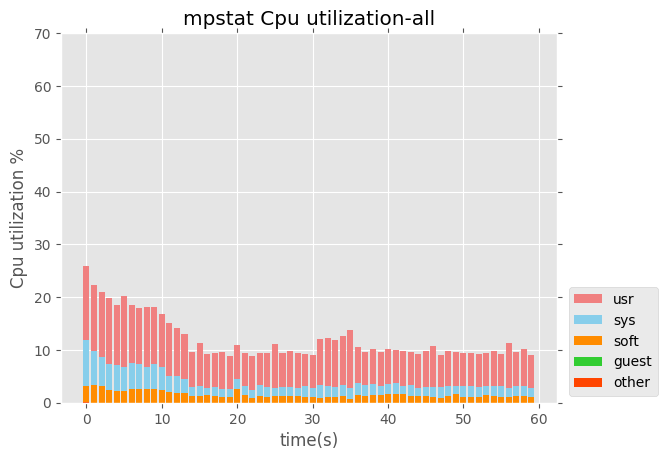 mpstat Cpu utilization-all
70
60
50
40
30
20
10
0
Cpu utilization %
0 10 20 30 40 50 60
time(s)
usr
sys
soft
guest
other